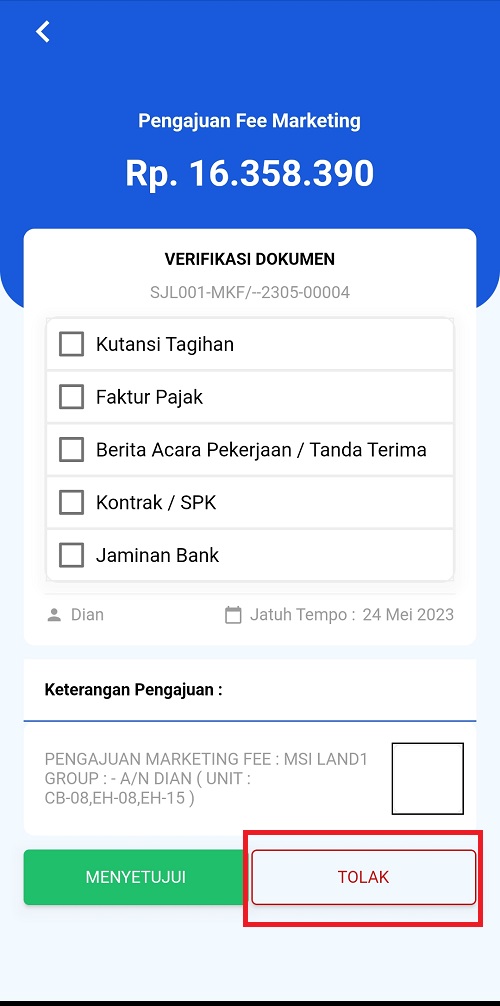 Pengajuan Fee Marketing
Rp. 16.358.390
VERIFIKASI DOKUMEN
SJL001-MKF/--2305-00004
Kutansi Tagihan
Faktur Pajak
Berita Acara Pekerjaan / Tanda Terima
Kontrak / SPK
Jaminan Bank
Dian
Jatuh Tempo : 24 Mei 2023
Keterangan Pengajuan :
PENGAJUAN MARKETING FEE : MSI LAND1
GROUP : - A/N DIAN ( UNIT :
CB-08,EH-08,EH-15 )
MENYETUJUI
TOLAK